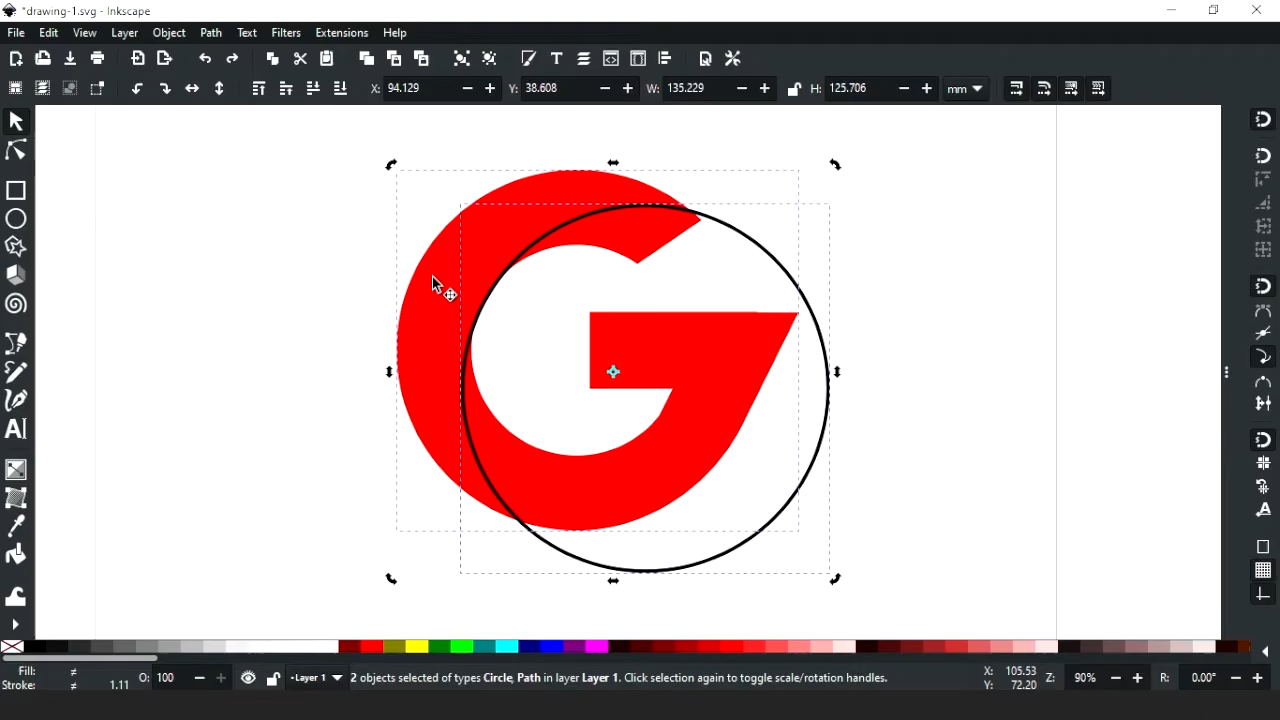 *drawing-1.svg - Inkscape
File Edit View Layer Object Path Text Filters Extensions Help
X: 94.129 Y: 38.608 W: 135.229 H: 125.706 mm
G
Fill: ≠
Stroke: ≠ 1.11
O: 100
•Layer 1
2 objects selected of types Circle, Path in layer Layer 1. Click selection again to toggle scale/rotation handles.
X: 105.53
Y: 72.20
Z: 90%
R: 0.00°